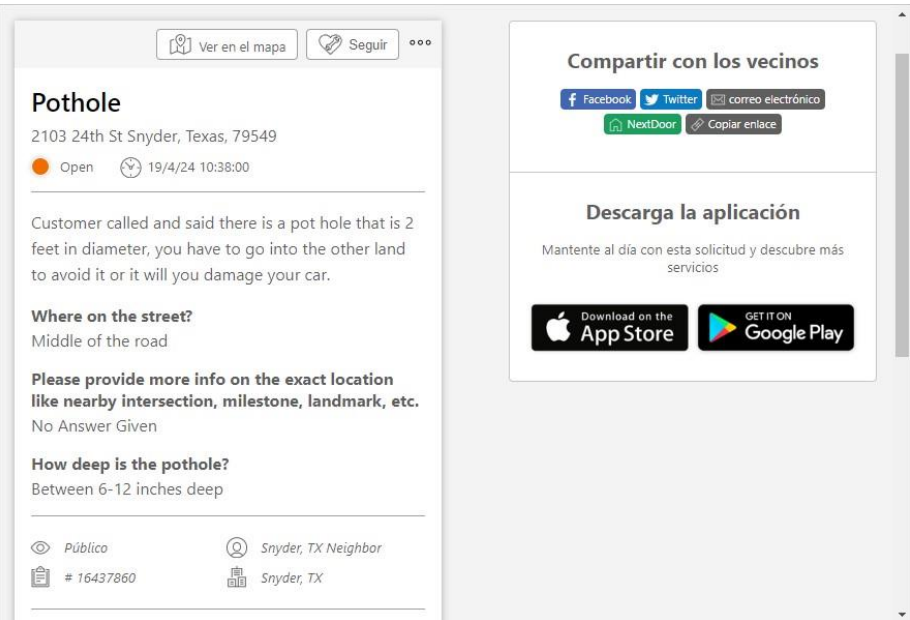 Ver en el mapa
Seguir
Pothole
2103 24th St Snyder, Texas, 79549
Open
19/4/24 10:38:00
Customer called and said there is a pot hole that is 2
feet in diameter, you have to go into the other land
to avoid it or it will you damage your car.
Where on the street?
Middle of the road
Please provide more info on the exact location
like nearby intersection, milestone, landmark, etc.
No Answer Given
How deep is the pothole?
Between 6-12 inches deep
Público
Snyder, TX Neighbor
# 16437860
Snyder, TX
Compartir con los vecinos
Facebook
Twitter
correo electrónico
NextDoor
Copiar enlace
Descarga la aplicación
Mantente al día con esta solicitud y descubre más
servicios
Download on the
App Store
GET IT ON
Google Play